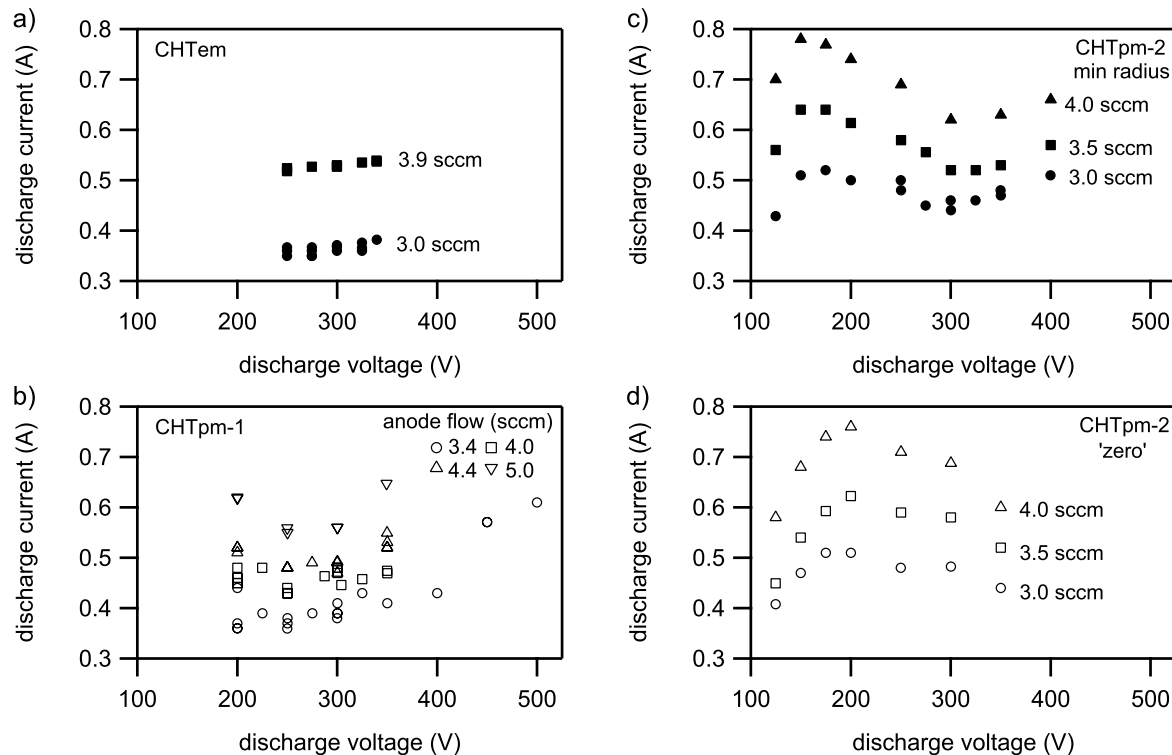 a)
CHTem
0.8
0.7
0.6
0.5
0.4
0.3
discharge current (A)
3.9 sccm
3.0 sccm
100 200 300 400 500
discharge voltage (V)
b)
CHTpm-1
anode flow (sccm)
3.4 4.0
4.4 5.0
0.8
0.7
0.6
0.5
0.4
0.3
discharge current (A)
100 200 300 400 500
discharge voltage (V)
c)
CHTpm-2
min radius
4.0 sccm
3.5 sccm
3.0 sccm
0.8
0.7
0.6
0.5
0.4
0.3
discharge current (A)
100 200 300 400 500
discharge voltage (V)
d)
CHTpm-2
'zero'
4.0 sccm
3.5 sccm
3.0 sccm
0.8
0.7
0.6
0.5
0.4
0.3
discharge current (A)
100 200 300 400 500
discharge voltage (V)